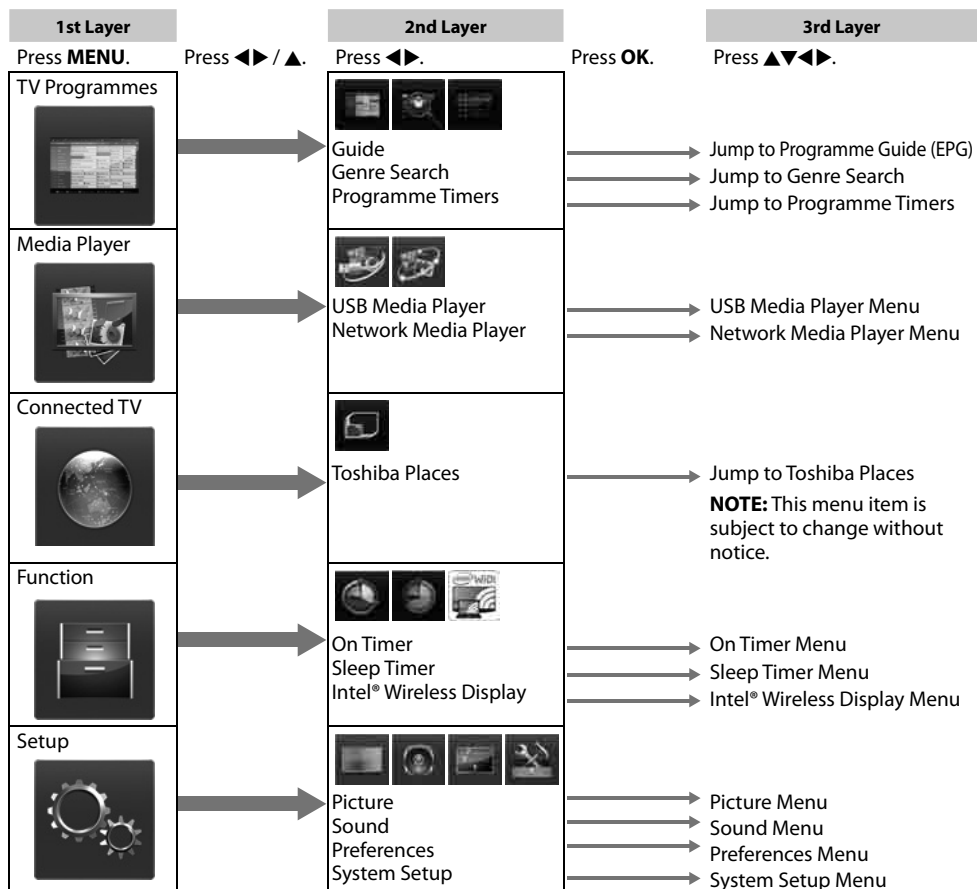 1st Layer
2nd Layer
3rd Layer
Press MENU.
Press ◀▶ / ▲.
Press ◀▶.
Press OK.
Press ▲▼◀▶.
TV Programmes
Guide
Genre Search
Programme Timers
Jump to Programme Guide (EPG)
Jump to Genre Search
Jump to Programme Timers
Media Player
USB Media Player
Network Media Player
USB Media Player Menu
Network Media Player Menu
Connected TV
Toshiba Places
Jump to Toshiba Places
NOTE: This menu item is
subject to change without
notice.
Function
WiDi
On Timer
Sleep Timer
Intel® Wireless Display
On Timer Menu
Sleep Timer Menu
Intel® Wireless Display Menu
Setup
Picture
Sound
Preferences
System Setup
Picture Menu
Sound Menu
Preferences Menu
System Setup Menu